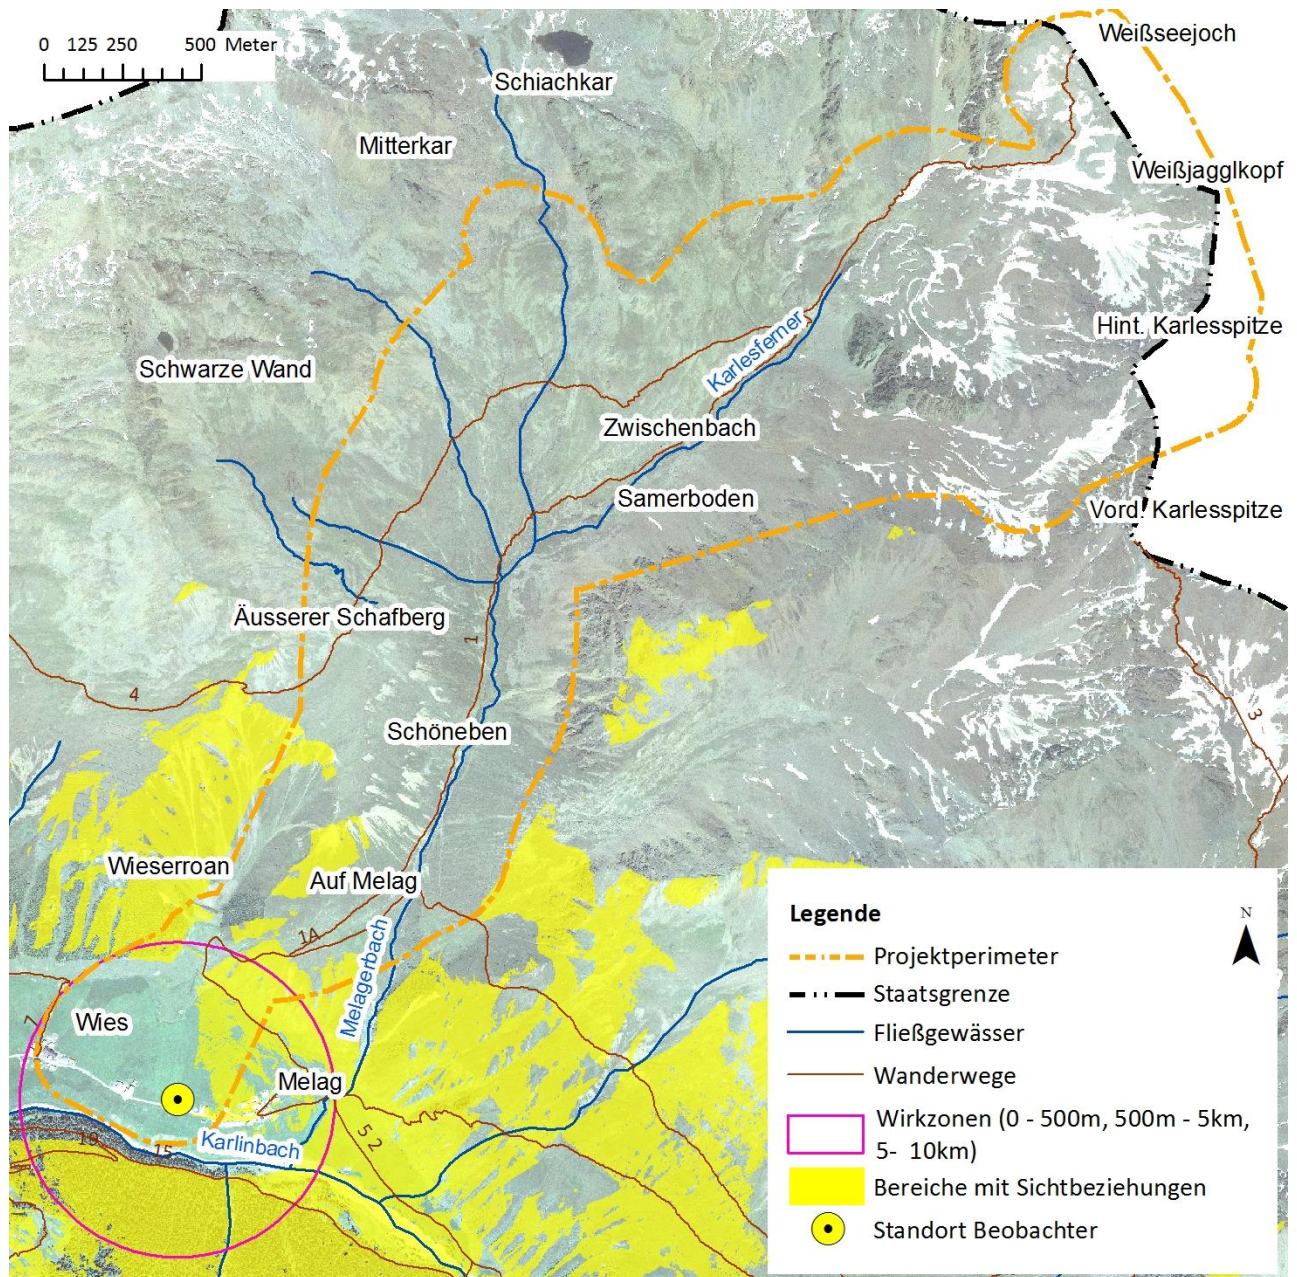 0 125 250 500 Meter
Weißseejoch
Schiachkar
Mitterkar
Weißjagglkopf
Hint. Karlesspitze
Karlesferner
Schwarze Wand
Zwischenbach
Samerboden
Vord. Karlesspitze
Äusserer Schafberg
1
4
3
Schöneben
Wieserroan
Auf Melag
1A
Melagerbach
7
Wies
Melag
5 2
Karlinbach
19
15
Legende
N
Projektperimeter
Staatsgrenze
Fließgewässer
Wanderwege
Wirkzonen (0 - 500m, 500m - 5km,
5- 10km)
Bereiche mit Sichtbeziehungen
Standort Beobachter